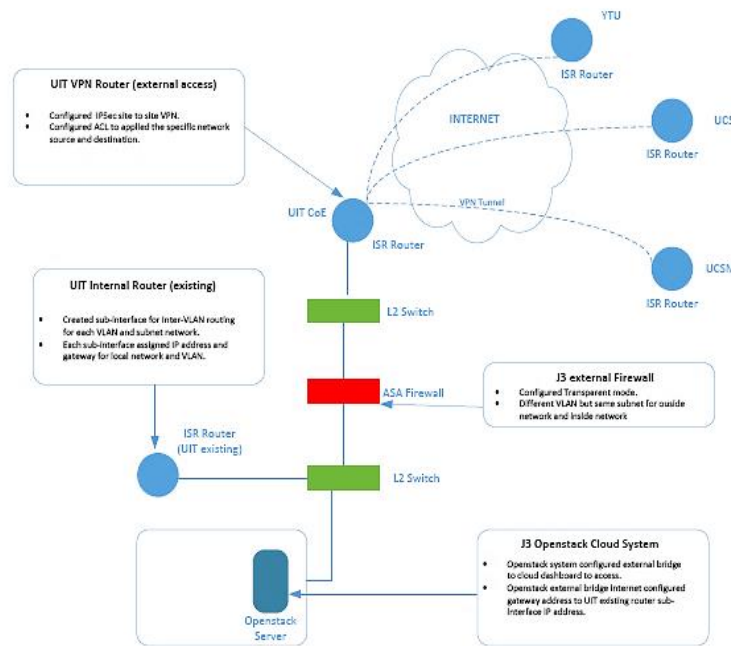 YTU
ISR Router
UIT VPN Router (external access)
• Configured IPSec site to site VPN.
• Configured ACL to applied the specific network
source and destination.
INTERNET
UCS
ISR Router
VPN Tunnel
UIT CoE
ISR Router
UCSM
ISR Router
UIT Internal Router (existing)
• Created sub-interface for Inter-VLAN routing
for each VLAN and subnet network.
• Each sub-interface assigned IP address and
gateway for local network and VLAN.
L2 Switch
ASA Firewall
J3 external Firewall
• Configured Transparent mode.
• Different VLAN but same subnet for ouside
network and inside network
ISR Router
(UIT existing)
L2 Switch
J3 Openstack Cloud System
• Openstack system configured external bridge
to cloud dashboard to access.
• Openstack external bridge Internet configured
gateway address to UIT existing router sub-
interface IP address.
Openstack
Server